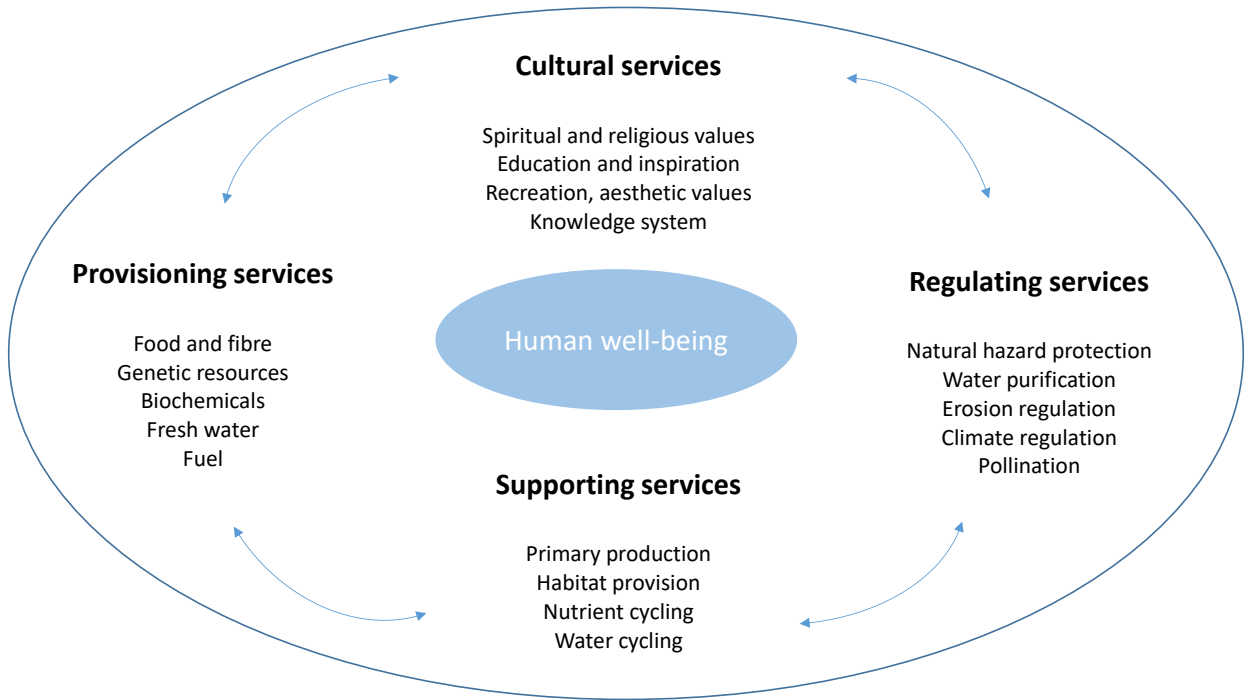 Cultural services
Spiritual and religious values
Education and inspiration
Recreation, aesthetic values
Knowledge system
Provisioning services
Food and fibre
Genetic resources
Biochemicals
Fresh water
Fuel
Human well-being
Regulating services
Natural hazard protection
Water purification
Erosion regulation
Climate regulation
Pollination
Supporting services
Primary production
Habitat provision
Nutrient cycling
Water cycling